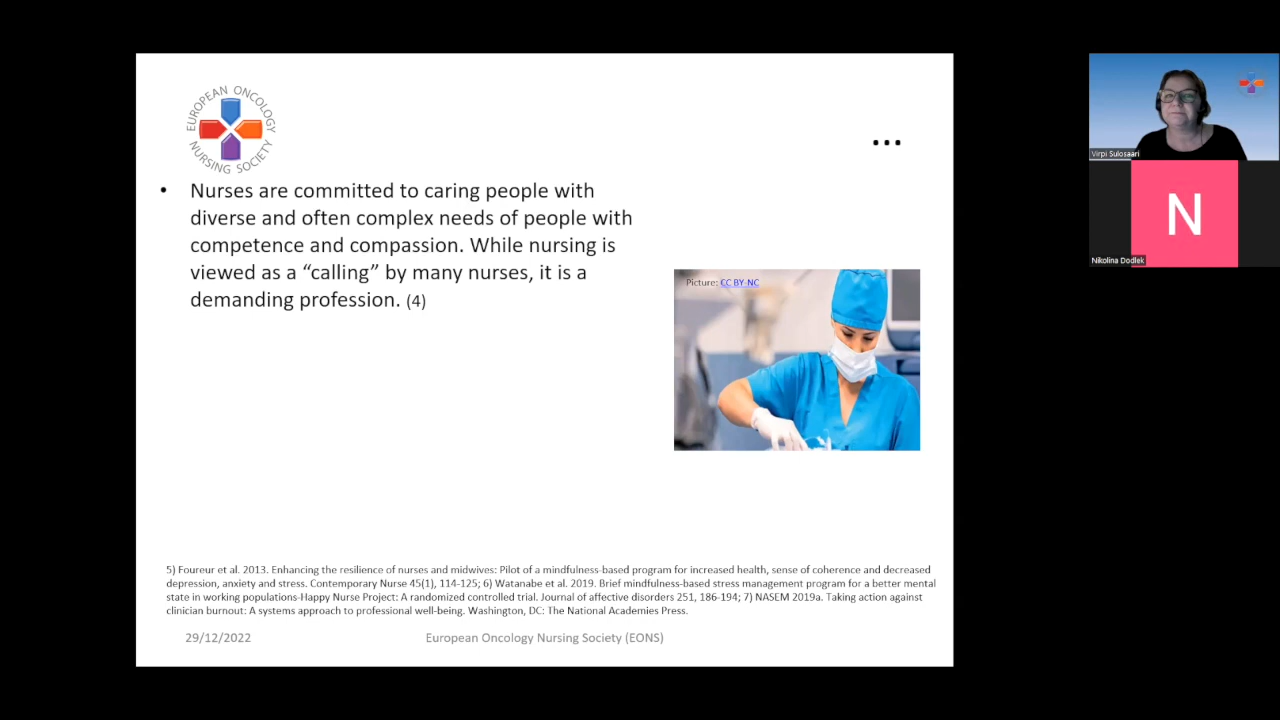 EUROPEAN ONCOLOGY
NURSING SOCIETY
...
• Nurses are committed to caring people with
diverse and often complex needs of people with
competence and compassion. While nursing is
viewed as a “calling” by many nurses, it is a
demanding profession. (4)
Picture: CC BY-NC
5) Foureur et al. 2013. Enhancing the resilience of nurses and midwives: Pilot of a mindfulness-based program for increased health, sense of coherence and decreased
depression, anxiety and stress. Contemporary Nurse 45(1), 114-125; 6) Watanabe et al. 2019. Brief mindfulness-based stress management program for a better mental
state in working populations-Happy Nurse Project: A randomized controlled trial. Journal of affective disorders 251, 186-194; 7) NASEM 2019a. Taking action against
clinician burnout: A systems approach to professional well-being. Washington, DC: The National Academies Press.
29/12/2022
European Oncology Nursing Society (EONS)
Virpi Sulosaari
N
Nikolina Dodlek